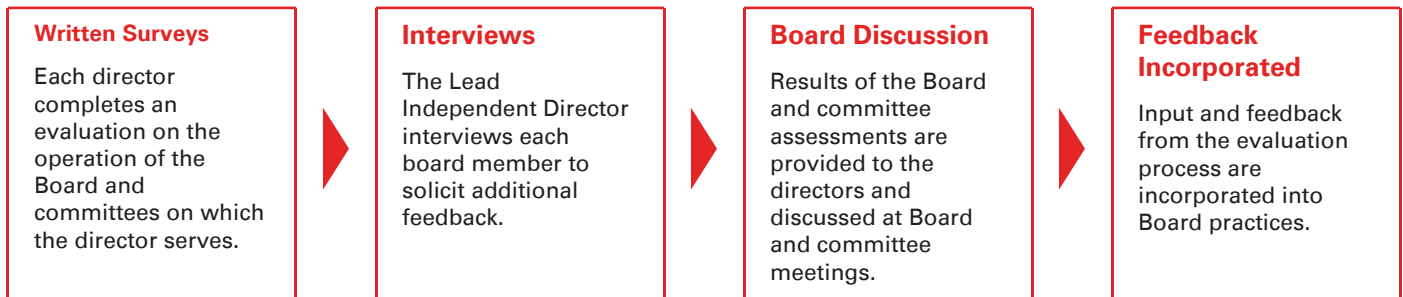 Written Surveys
Each director
completes an
evaluation on the
operation of the
Board and
committees on which
the director serves.
Interviews
The Lead
Independent Director
interviews each
board member to
solicit additional
feedback.
Board Discussion
Results of the Board
and committee
assessments are
provided to the
directors and
discussed at Board
and committee
meetings.
Feedback
Incorporated
Input and feedback
from the evaluation
process are
incorporated into
Board practices.